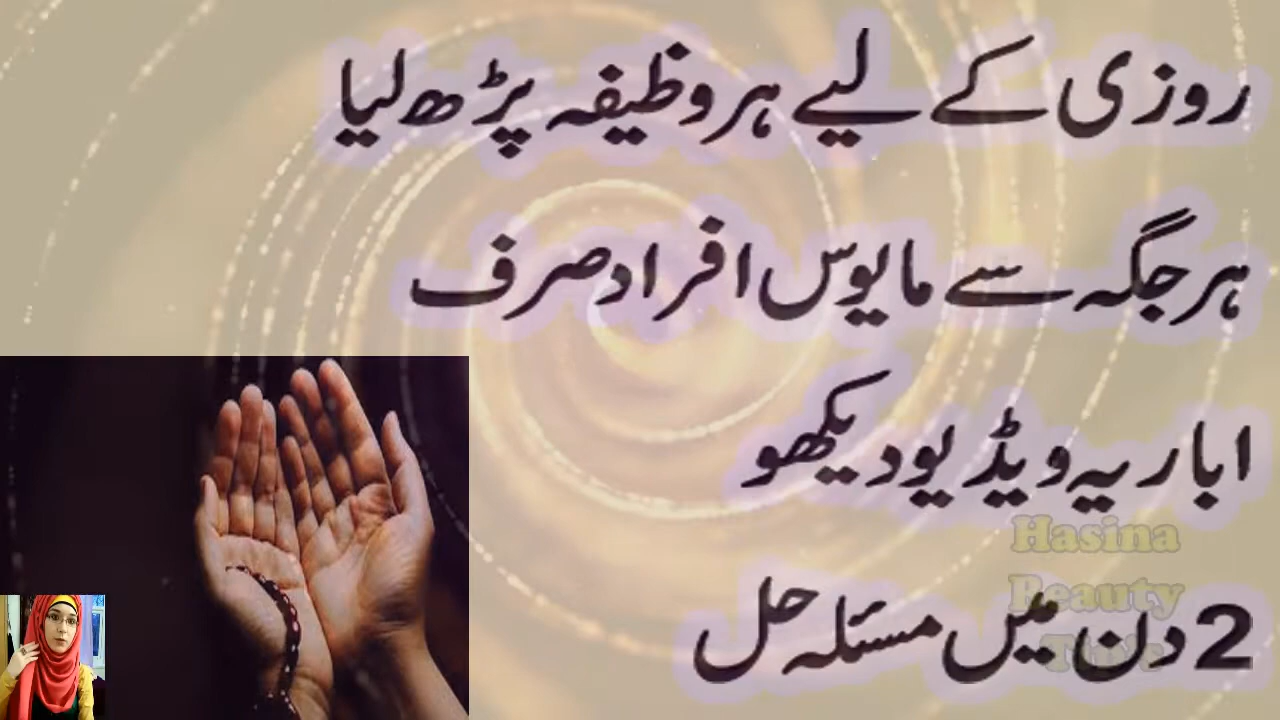 روزی کے لیے ہر وظیفہ پڑھ لیا
ہر جگہ سے مایوس افراد صرف
ابار یہ ویڈیو دیکھو
2 دن میں مسئلہ حل
Hasina
Beauty